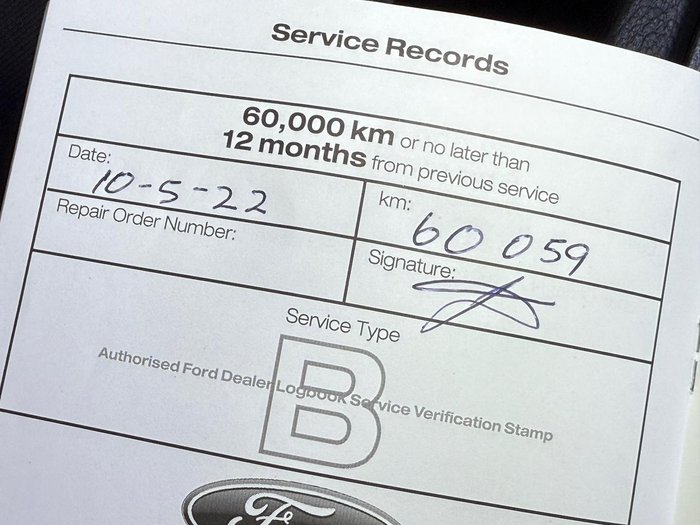 Service Records
60,000 km or no later than
12 months from previous service
Date:
10-5-22
km:
60 059
Repair Order Number:
Signature:
Service Type
B
Authorised Ford Dealer Logbook Service Verification Stamp